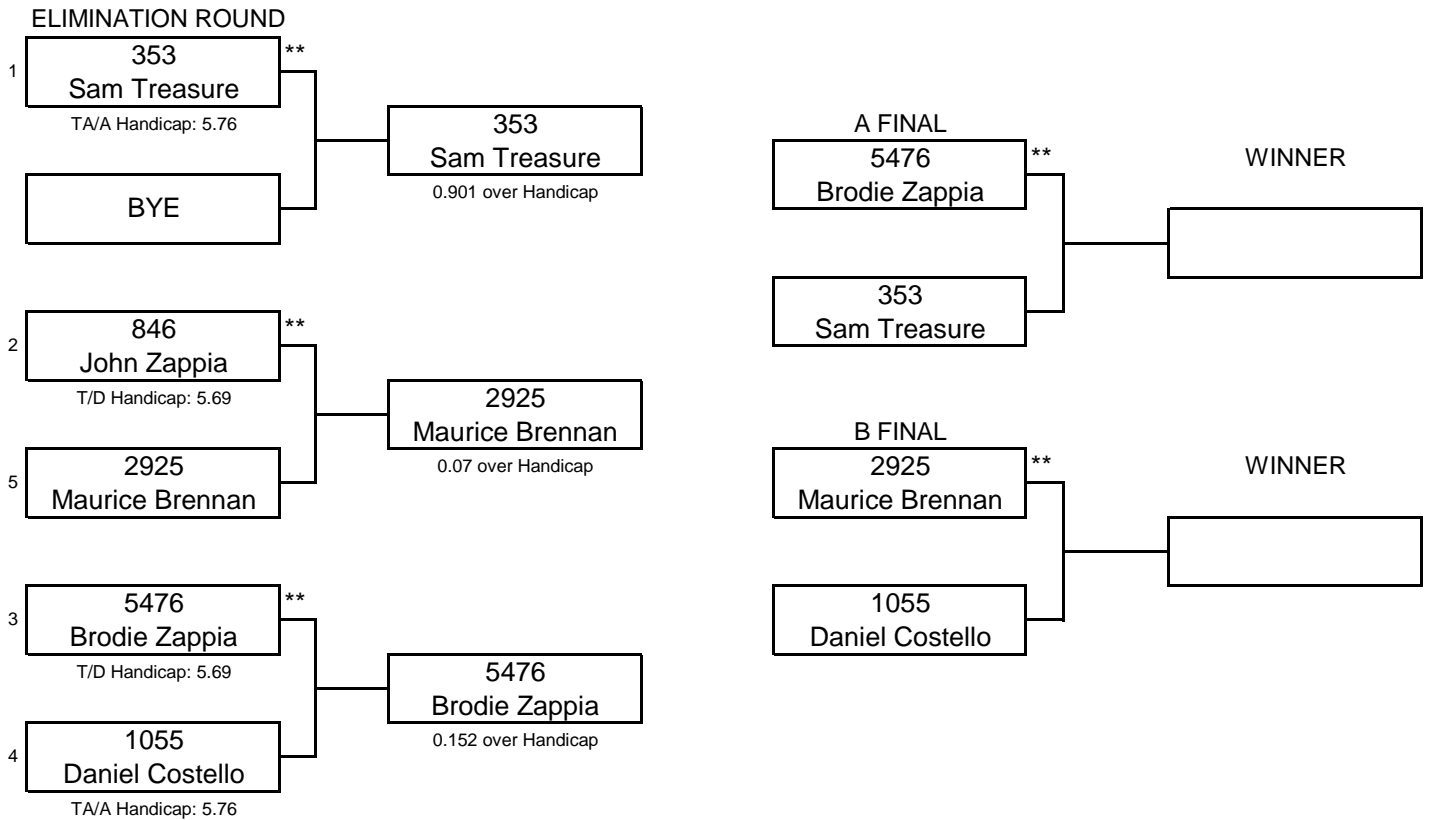 ELIMINATION ROUND
1
353
**
Sam Treasure
TA/A Handicap: 5.76
BYE
353
Sam Treasure
0.901 over Handicap
2
846
**
John Zappia
T/D Handicap: 5.69
5
2925
Maurice Brennan
2925
Maurice Brennan
0.07 over Handicap
3
5476
**
Brodie Zappia
T/D Handicap: 5.69
4
1055
Daniel Costello
TA/A Handicap: 5.76
5476
Brodie Zappia
0.152 over Handicap
A FINAL
5476
**
Brodie Zappia
353
Sam Treasure
WINNER
B FINAL
2925
**
Maurice Brennan
1055
Daniel Costello
WINNER